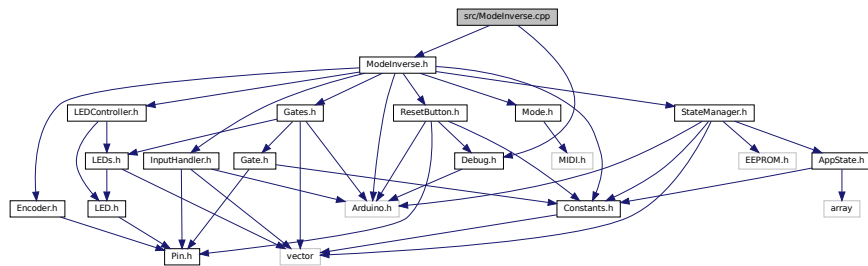 src/ModeInverse.cpp
ModeInverse.h
LEDController.h
Gates.h
ResetButton.h
Mode.h
StateManager.h
LEDs.h
InputHandler.h
Gate.h
Debug.h
MIDI.h
EEPROM.h
AppState.h
Encoder.h
LED.h
Arduino.h
Constants.h
array
Pin.h
vector